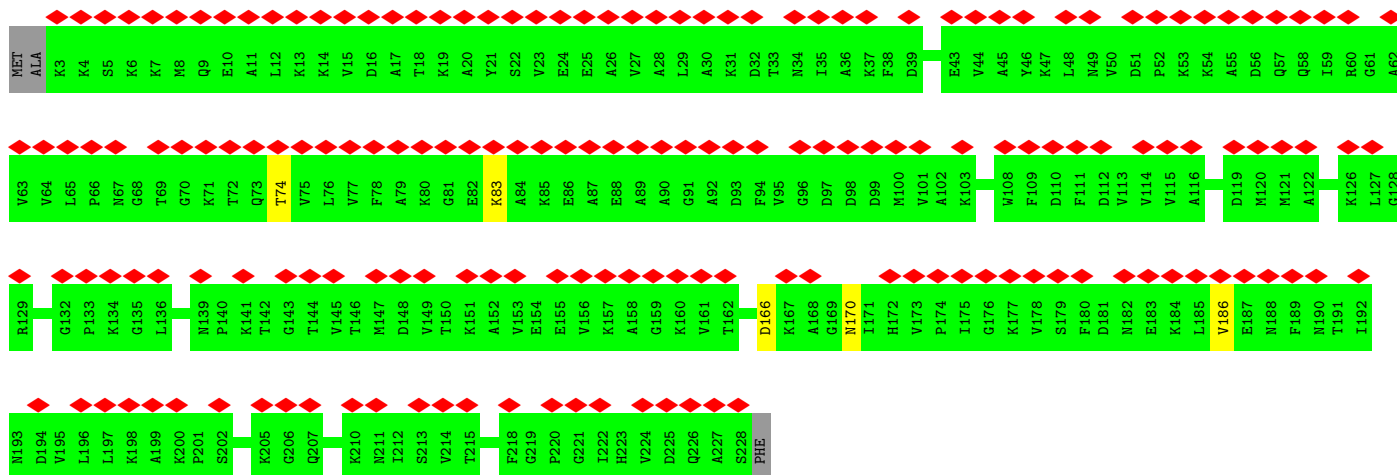 MET ALA K3 K4 S5 K6 K7 M8 Q9 E10 A11 L12 K13 K14 V15 D16 A17 T18 K19 A20 Y21 S22 V23 E24 E25 A26 V27 A28 L29 A30 K31 D32 T33 N34 I35 A36 K37 F38 D39 E43 V44 A45 Y46 K47 L48 N49 V50 D51 P52 K53 K54 A55 D56 Q57 Q58 I59 R60 G61 A62
V63 V64 L65 P66 N67 G68 T69 G70 K71 T72 Q73 T74 V75 L76 V77 F78 A79 K80 G81 E82 K83 A84 K85 E86 A87 E88 A89 A90 G91 A92 D93 F94 V95 G96 D97 D98 D99 M100 V101 A102 K103 W108 F109 D110 F111 D112 V113 V114 V115 A116 D119 M120 M121 A122 K126 L127 G128
R129 G132 P133 K134 G135 L136 N139 P140 K141 T142 G143 T144 V145 T146 M147 D148 V149 T150 K151 A152 V153 E154 E155 V156 K157 A158 G159 K160 V161 T162 D166 K167 A168 G169 N170 I171 H172 V173 P174 I175 G176 K177 V178 S179 F180 D181 N182 E183 K184 L185 V186 E187 N188 F189 N190 T191 I192
N193 D194 V195 L196 L197 K198 A199 K200 P201 S202 K205 G206 Q207 K210 N211 I212 S213 V214 T215 F218 G219 P220 G221 I222 H223 V224 D225 Q226 A227 S228 PHE